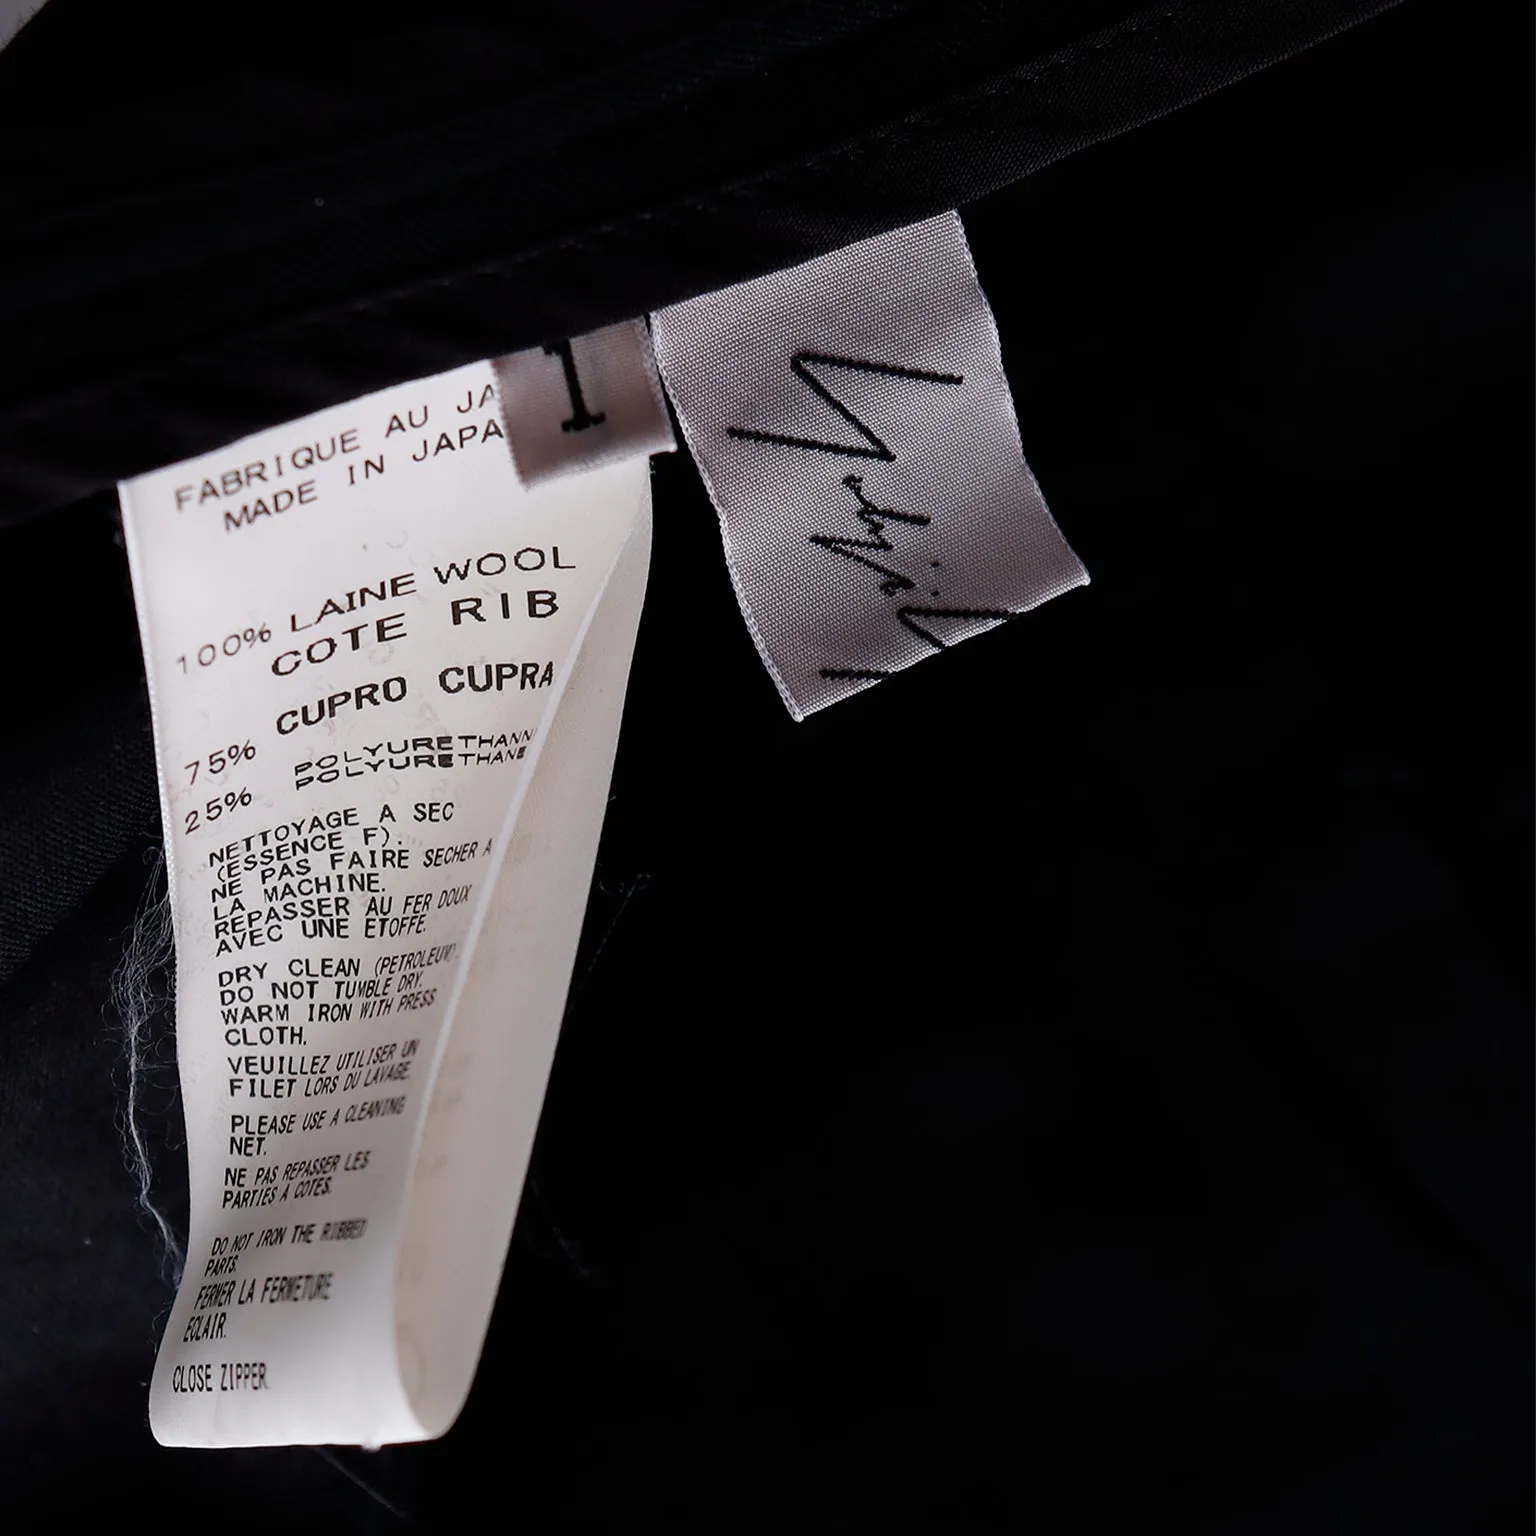 FABRIQUE AU JA
MADE IN JAPA
1
100% LAINE WOOL
COTE RIB
75% CUPRO CUPRA
25% POLYURETHANN
POLYURETHANE
NETTOYAGE A SEC
(ESSENCE F).
NE PAS FAIRE SECHER A
LA MACHINE.
REPASSER AU FER DOUX
AVEC UNE ETOFFE.
DRY CLEAN (PETROLEUM).
DO NOT TUMBLE DRY.
WARM IRON WITH PRESS
CLOTH.
VEUILLEZ UTILISER UN
FILET LORS DU LAVAGE.
PLEASE USE A CLEANING
NET.
NE PAS REPASSER LES
PARTIES A COTES.
DO NOT IRON THE RIBBED
PARTS.
FERMER LA FERMETURE
ECLAIR.
CLOSE ZIPPER.